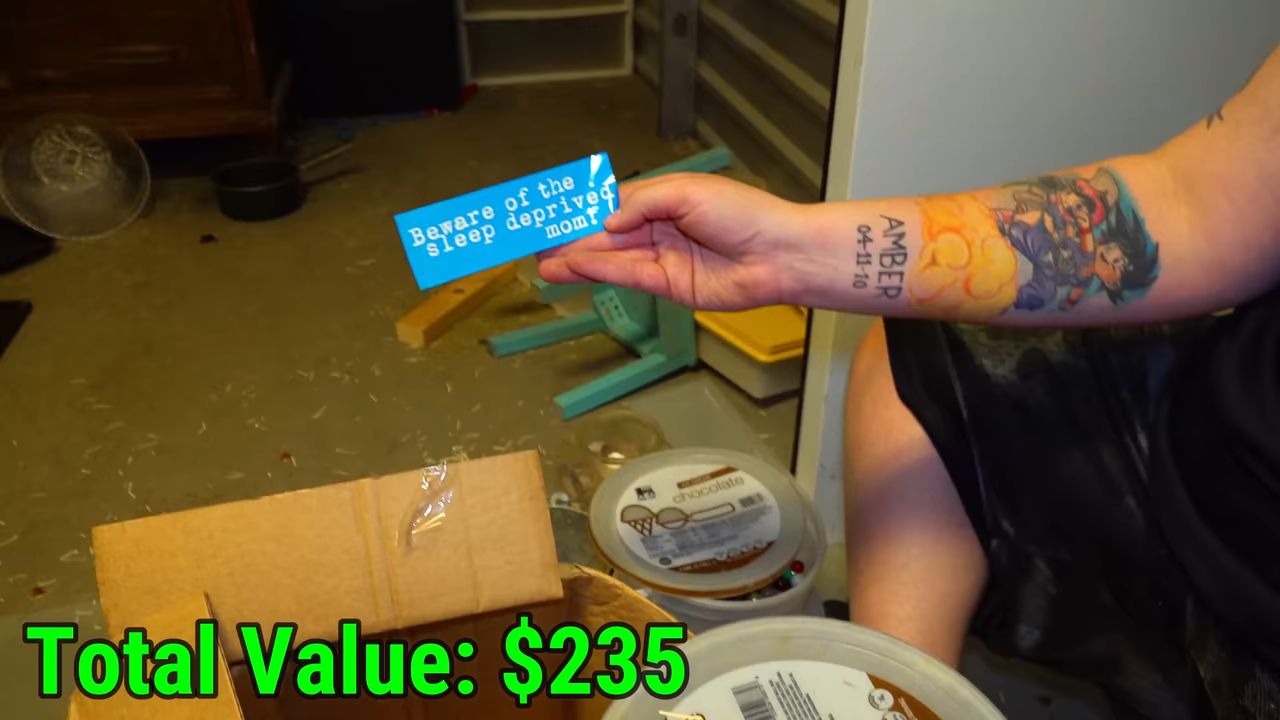 Beware of the
sleep deprived
mom!
AMBER
04-11-10
chocolate
Total Value: $235